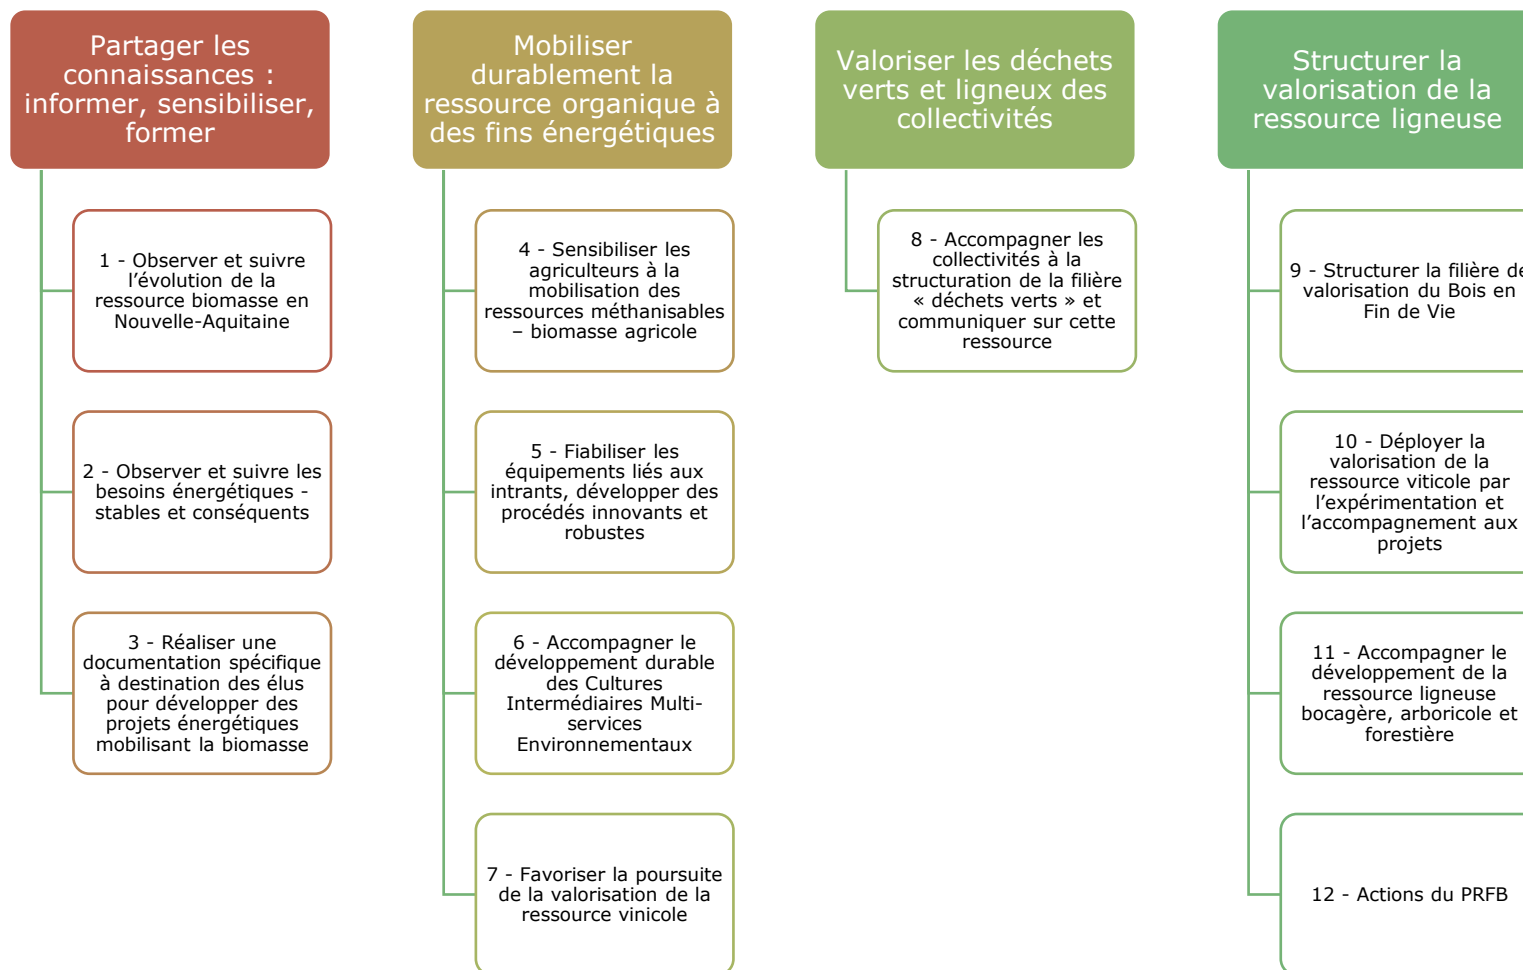 Partager les
connaissances :
informer, sensibiliser,
former
1 - Observer et suivre
l’évolution de la
ressource biomasse en
Nouvelle-Aquitaine
2 - Observer et suivre les
besoins énergétiques -
stables et conséquents
3 - Réaliser une
documentation spécifique
à destination des élus
pour développer des
projets énergétiques
mobilisant la biomasse
Mobiliser
durablement la
ressource organique à
des fins énergétiques
4 - Sensibiliser les
agriculteurs à la
mobilisation des
ressources méthanisables
– biomasse agricole
5 - Fiabiliser les
équipements liés aux
intrants, développer des
procédés innovants et
robustes
6 - Accompagner le
développement durable
des Cultures
Intermédiaires Multi-
services
Environnementaux
7 - Favoriser la poursuite
de la valorisation de la
ressource vinicole
Valoriser les déchets
verts et ligneux des
collectivités
8 - Accompagner les
collectivités à la
structuration de la filière
« déchets verts » et
communiquer sur cette
ressource
Structurer la
valorisation de la
ressource ligneuse
9 - Structurer la filière de
valorisation du Bois en
Fin de Vie
10 - Déployer la
valorisation de la
ressource viticole par
l’expérimentation et
l’accompagnement aux
projets
11 - Accompagner le
développement de la
ressource ligneuse
bocagère, arboricole et
forestière
12 - Actions du PRFB